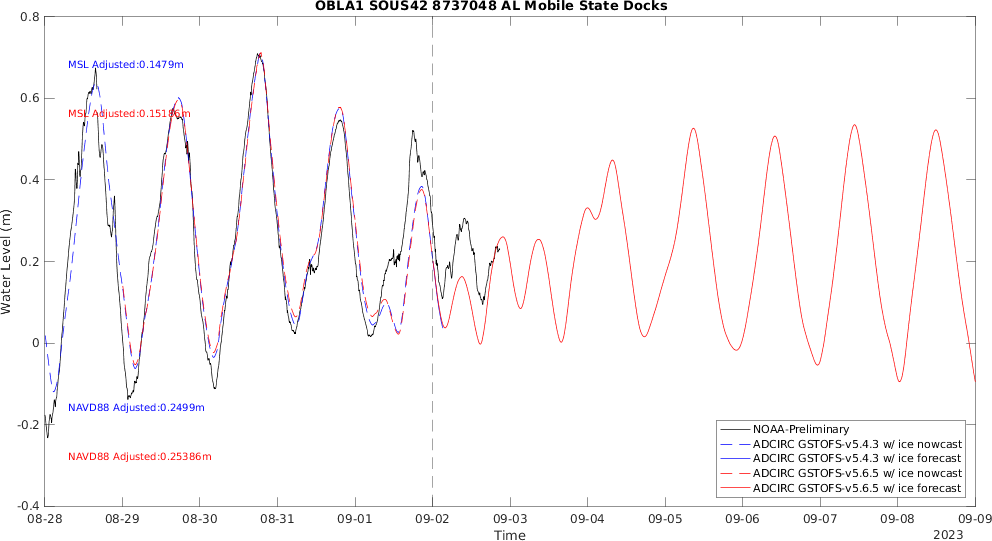 OBLA1 SOUS42 8737048 AL Mobile State Docks
Water Level (m)
0.8
0.6
0.4
0.2
0
-0.2
-0.4
MSL Adjusted:0.1479m
MSL Adjusted:0.15186m
NAVD88 Adjusted:0.2499m
NAVD88 Adjusted:0.25386m
NOAA-Preliminary
ADCIRC GSTOFS-v5.4.3 w/ ice nowcast
ADCIRC GSTOFS-v5.4.3 w/ ice forecast
ADCIRC GSTOFS-v5.6.5 w/ ice nowcast
ADCIRC GSTOFS-v5.6.5 w/ ice forecast
08-28 08-29 08-30 08-31 09-01 09-02 09-03 09-04 09-05 09-06 09-07 09-08 09-09
Time
2023